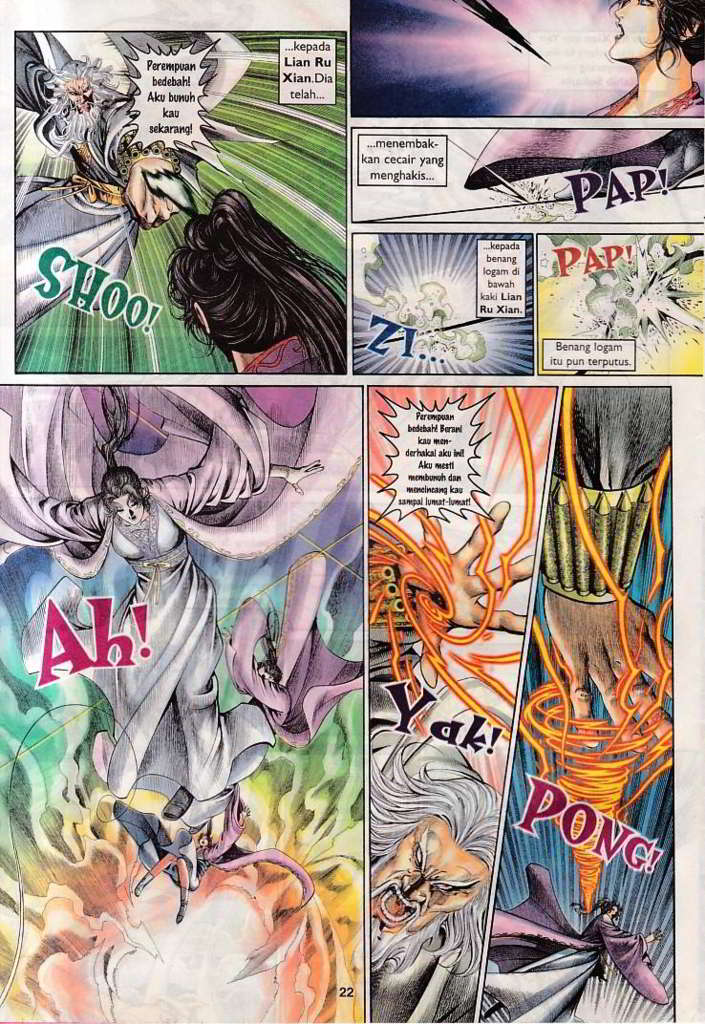 Perempuan
bedebah!
Aku bunuh
kau
sekarang!
...kepada
Lian Ru
Xian.Dia
telah...
SHOO!
...menembak-
kan cecair yang
menghakis...
PAP!
ZI...
...kepada
benang
logam di
bawah
kaki Lian
Ru Xian.
PAP!
Benang logam
itu pun terputus.
Ah!
Perempuan
bedebah! Berani
kau men-
derhakai aku ini!
Aku mesti
membunuh dan
mencincang kau
sampai lumat-lumat!
Yak!
PONG!
22